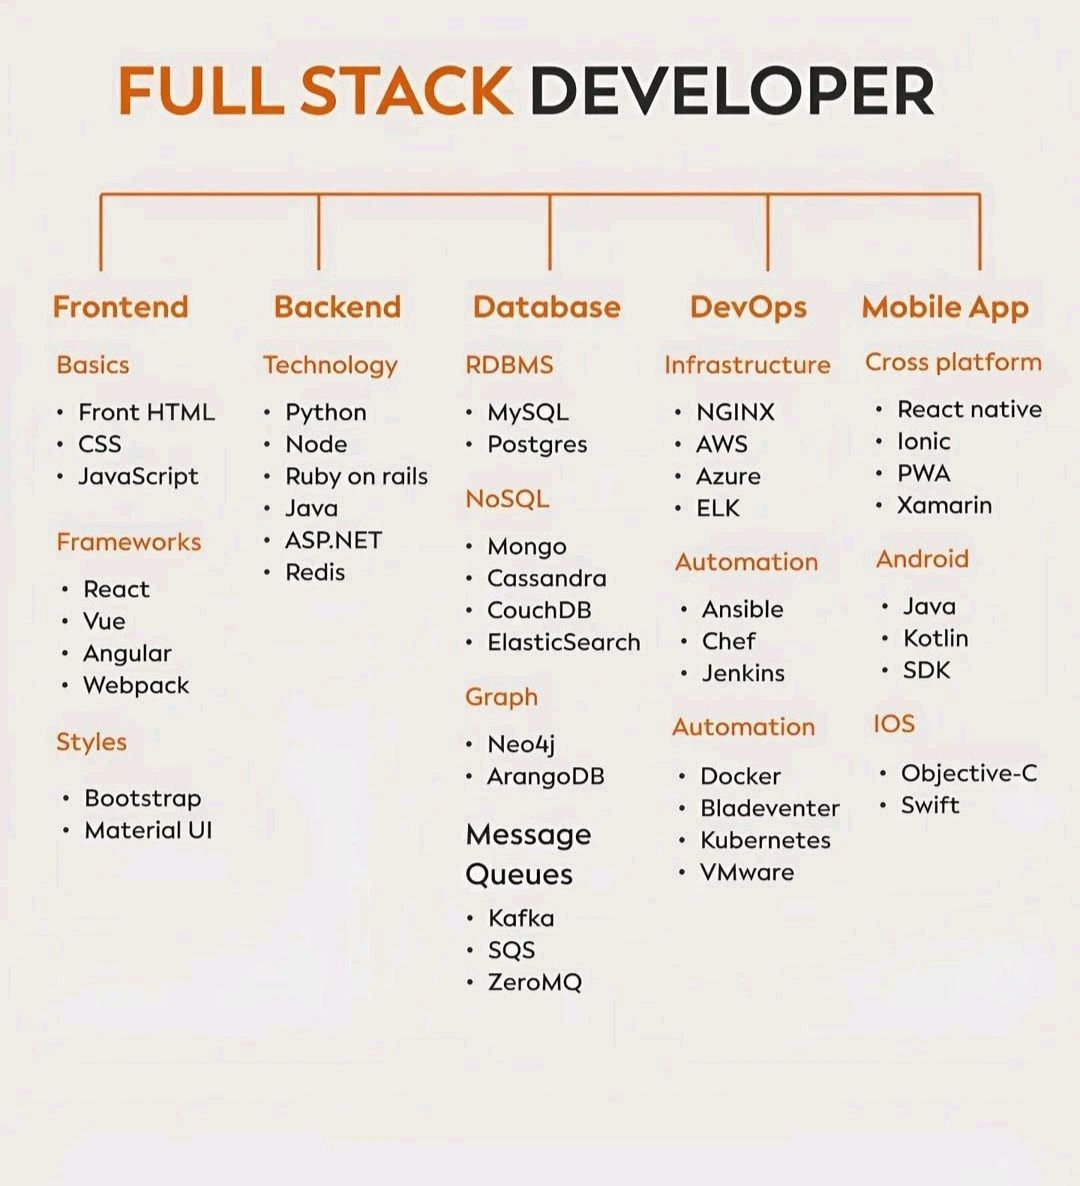 FULL STACK DEVELOPER
Frontend
Basics
• Front HTML
• CSS
• JavaScript
Frameworks
• React
• Vue
• Angular
• Webpack
Styles
• Bootstrap
• Material UI
Backend
Technology
• Python
• Node
• Ruby on rails
• Java
• ASP.NET
• Redis
Database
RDBMS
• MySQL
• Postgres
NoSQL
• Mongo
• Cassandra
• CouchDB
• ElasticSearch
Graph
• Neo4j
• ArangoDB
Message
Queues
• Kafka
• SQS
• ZeroMQ
DevOps
Infrastructure
• NGINX
• AWS
• Azure
• ELK
Automation
• Ansible
• Chef
• Jenkins
Automation
• Docker
• Bladeventer
• Kubernetes
• VMware
Mobile App
Cross platform
• React native
• Ionic
• PWA
• Xamarin
Android
• Java
• Kotlin
• SDK
IOS
• Objective-C
• Swift